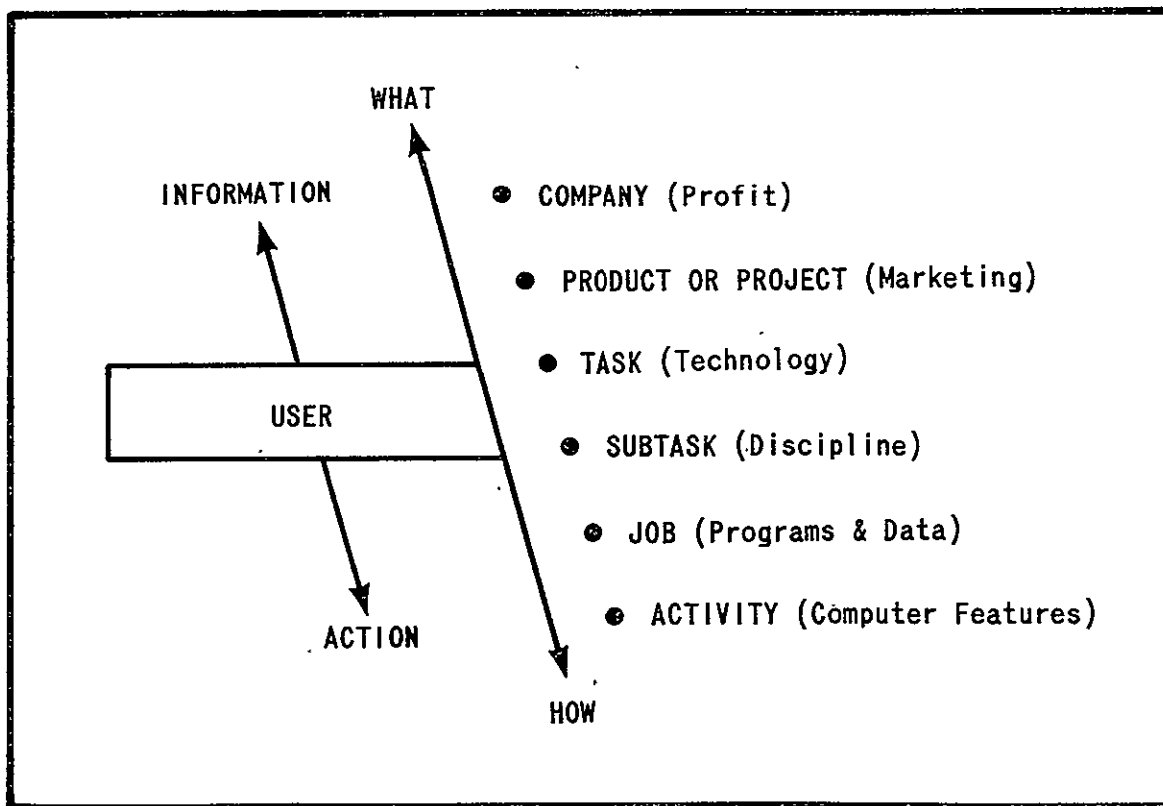 WHAT
INFORMATION
● COMPANY (Profit)
● PRODUCT OR PROJECT (Marketing)
● TASK (Technology)
USER
● SUBTASK (Discipline)
● JOB (Programs & Data)
● ACTIVITY (Computer Features)
ACTION
HOW